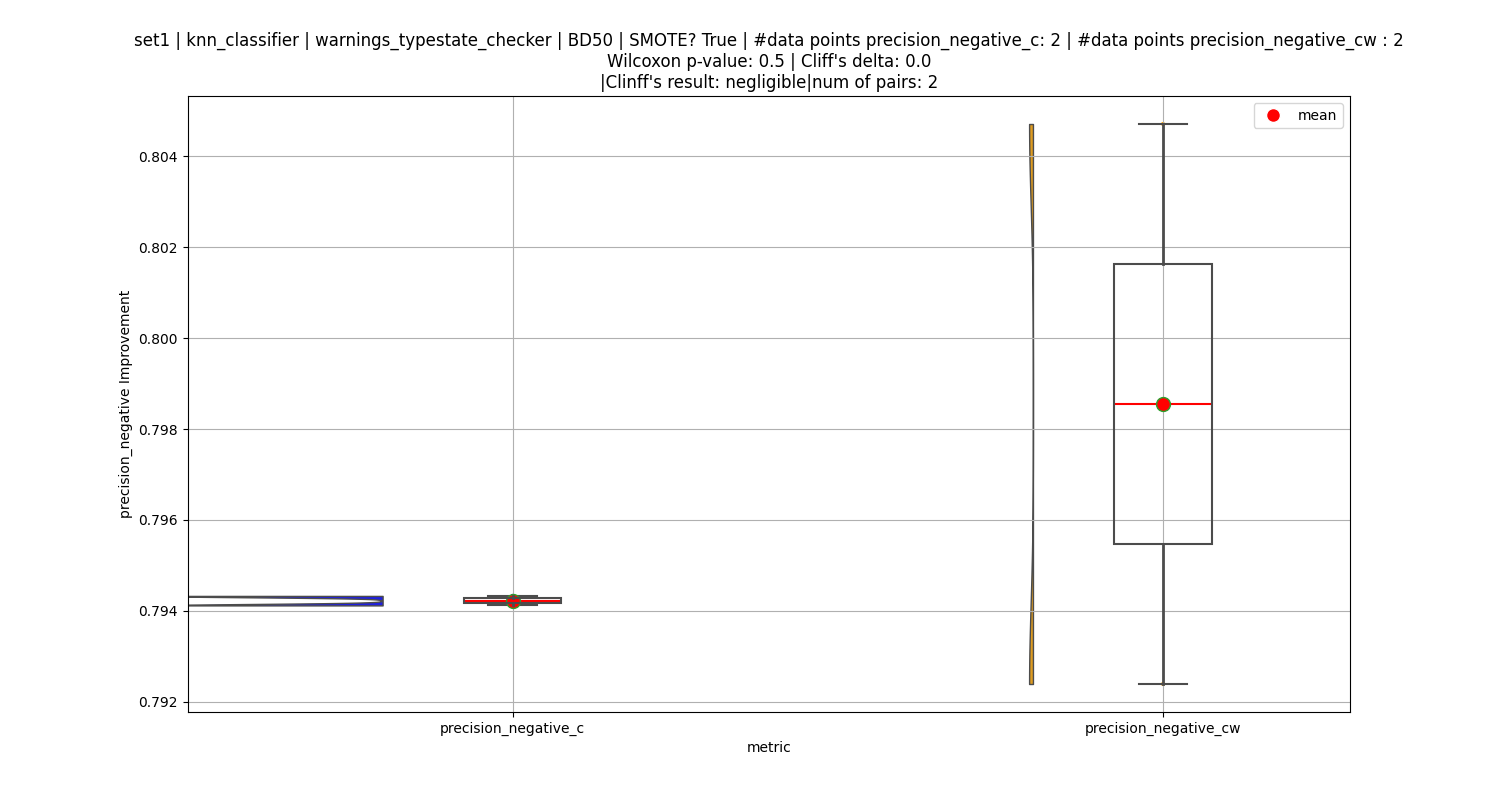 set1 | knn_classifier | warnings_typestate_checker | BD50 | SMOTE? True | #data points precision_negative_c: 2 | #data points precision_negative_cw : 2
Wilcoxon p-value: 0.5 | Cliff's delta: 0.0
|Clinff's result: negligible|num of pairs: 2
mean
0.804
0.802
0.800
0.798
0.796
0.794
0.792
precision_negative Improvement
precision_negative_c
precision_negative_cw
metric